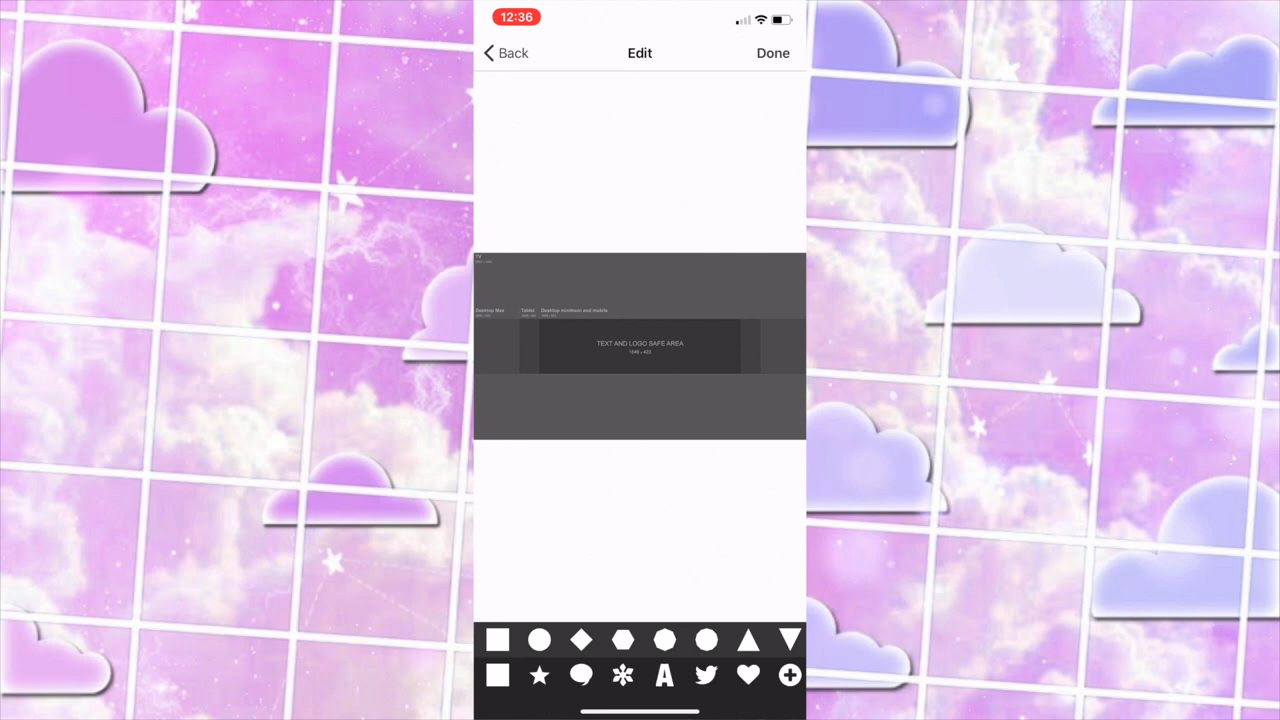 12:36
Back
Edit
Done
TV
Desktop Max
Tablet
Desktop minimum and mobile
TEXT AND LOGO SAFE AREA
1546 × 423
A